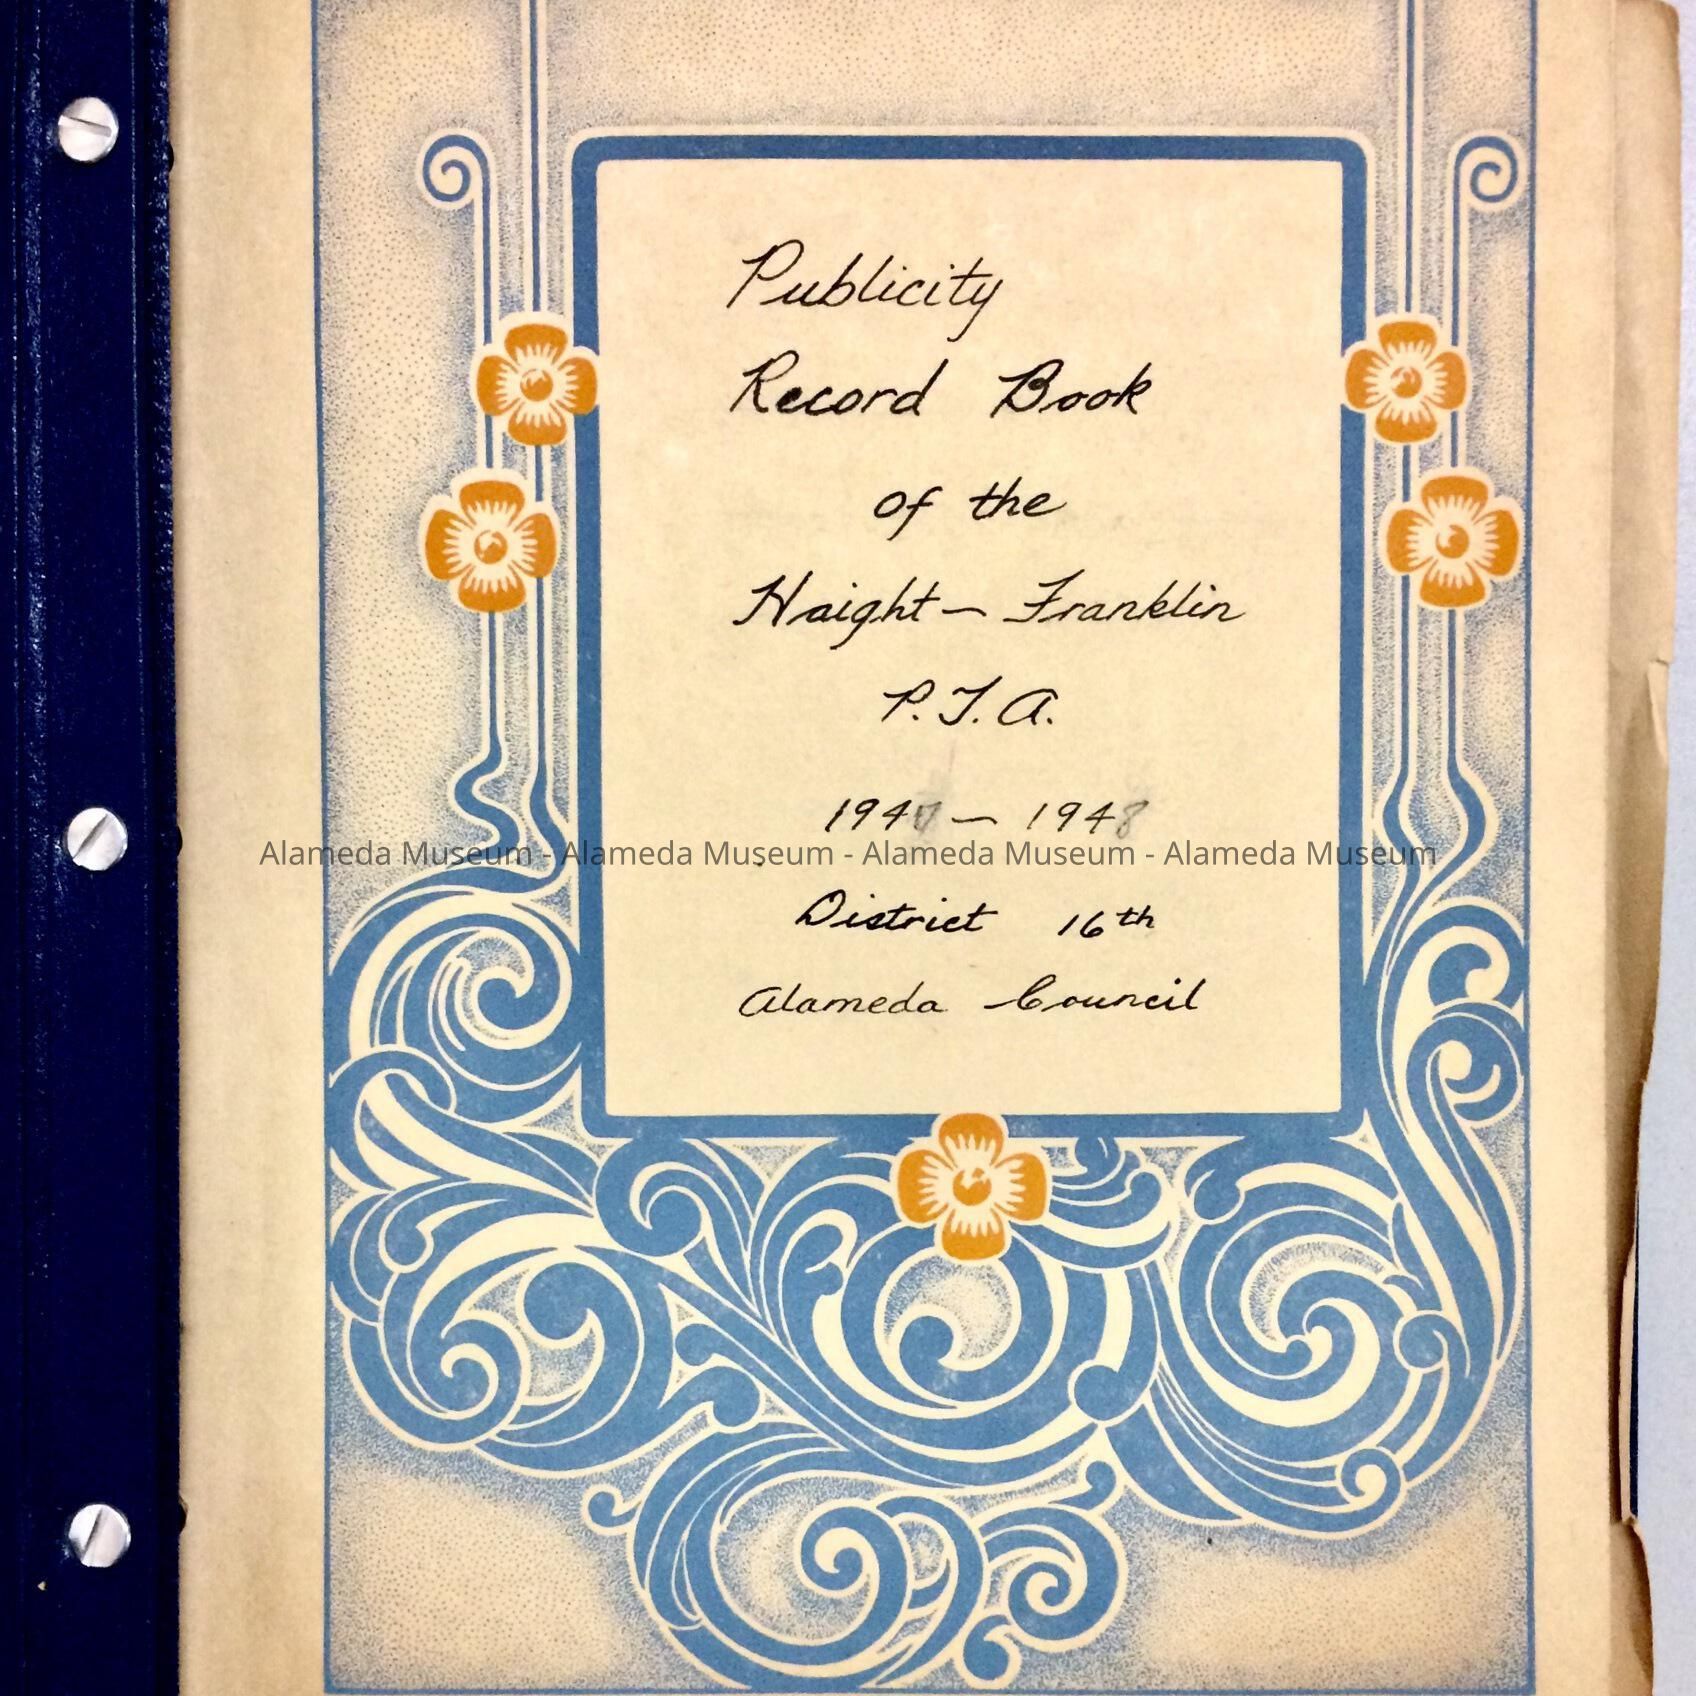 Publicity
Record Book
of the
Haight - Franklin
P.T.A.
1947 - 1948
Alameda Museum - Alameda Museum - Alameda Museum - Alameda Museum
District 16th
Alameda Council